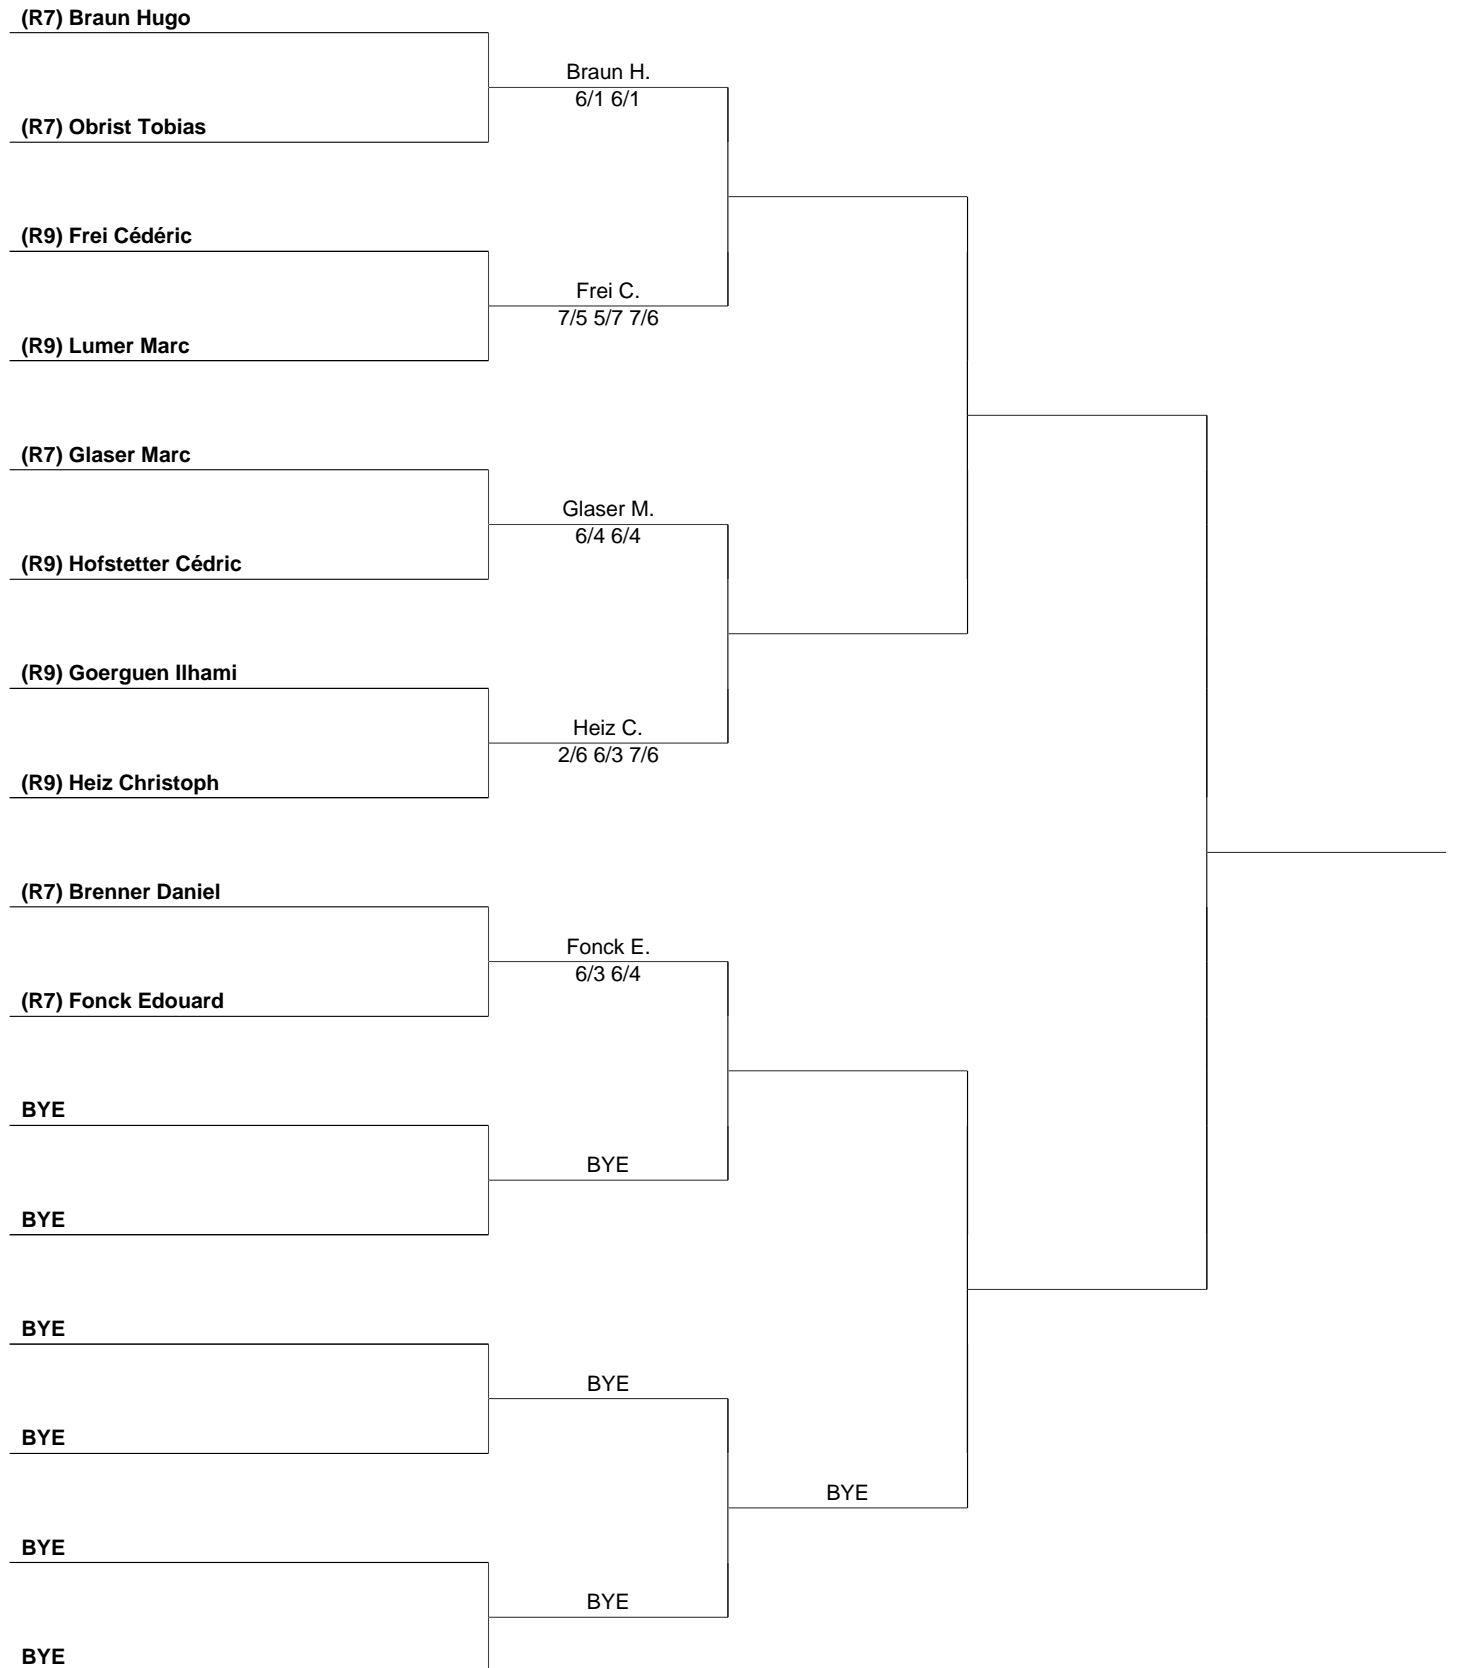 (R7) Braun Hugo
Braun H.
6/1 6/1
(R7) Obrist Tobias
(R9) Frei Cédéric
Frei C.
7/5 5/7 7/6
(R9) Lumer Marc
(R7) Glaser Marc
Glaser M.
6/4 6/4
(R9) Hofstetter Cédric
(R9) Goerguen Ilhami
Heiz C.
2/6 6/3 7/6
(R9) Heiz Christoph
(R7) Brenner Daniel
Fonck E.
6/3 6/4
(R7) Fonck Edouard
BYE
BYE
BYE
BYE
BYE
BYE
BYE
BYE
BYE
BYE